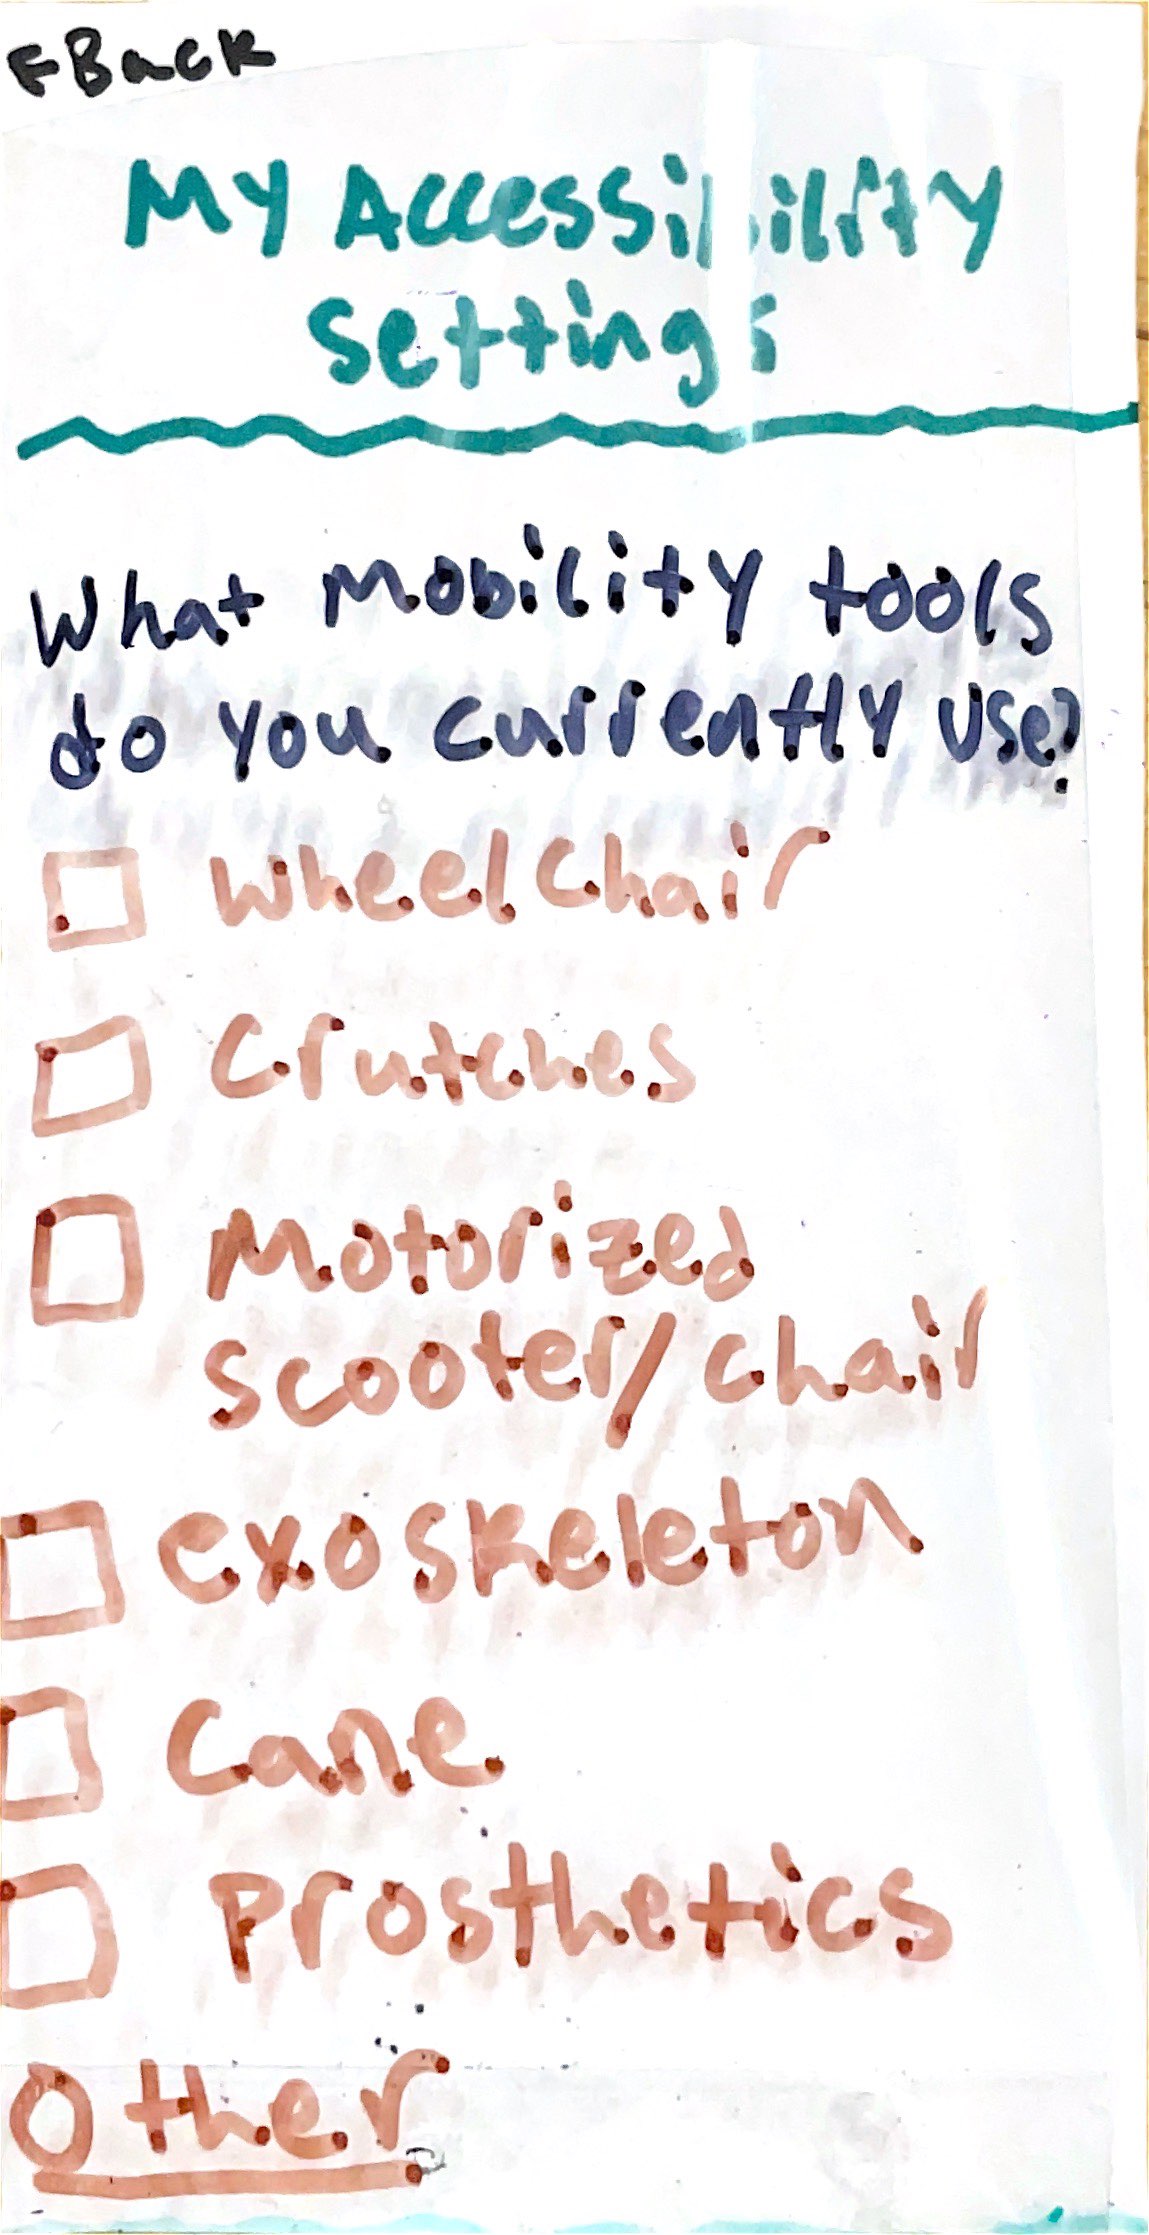 ←Back
My Accessibility
settings
What mobility tools
do you currently use?
Wheelchair
Crutches
Motorized
scooter/chair
exoskeleton
cane
Prosthetics
Other